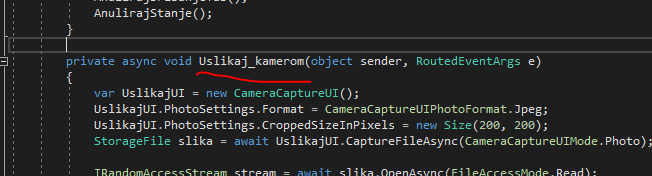 AnulirajStanje();
}
private async void Uslikaj_kamerom(object sender, RoutedEventArgs e)
{
var UslikajUI = new CameraCaptureUI();
UslikajUI.PhotoSettings.Format = CameraCaptureUIPhotoFormat.Jpeg;
UslikajUI.PhotoSettings.CroppedSizeInPixels = new Size(200, 200);
StorageFile slika = await UslikajUI.CaptureFileAsync(CameraCaptureUIMode.Photo);
IRandomAccessStream stream = await slika.OpenAsync(FileAccessMode.Read);